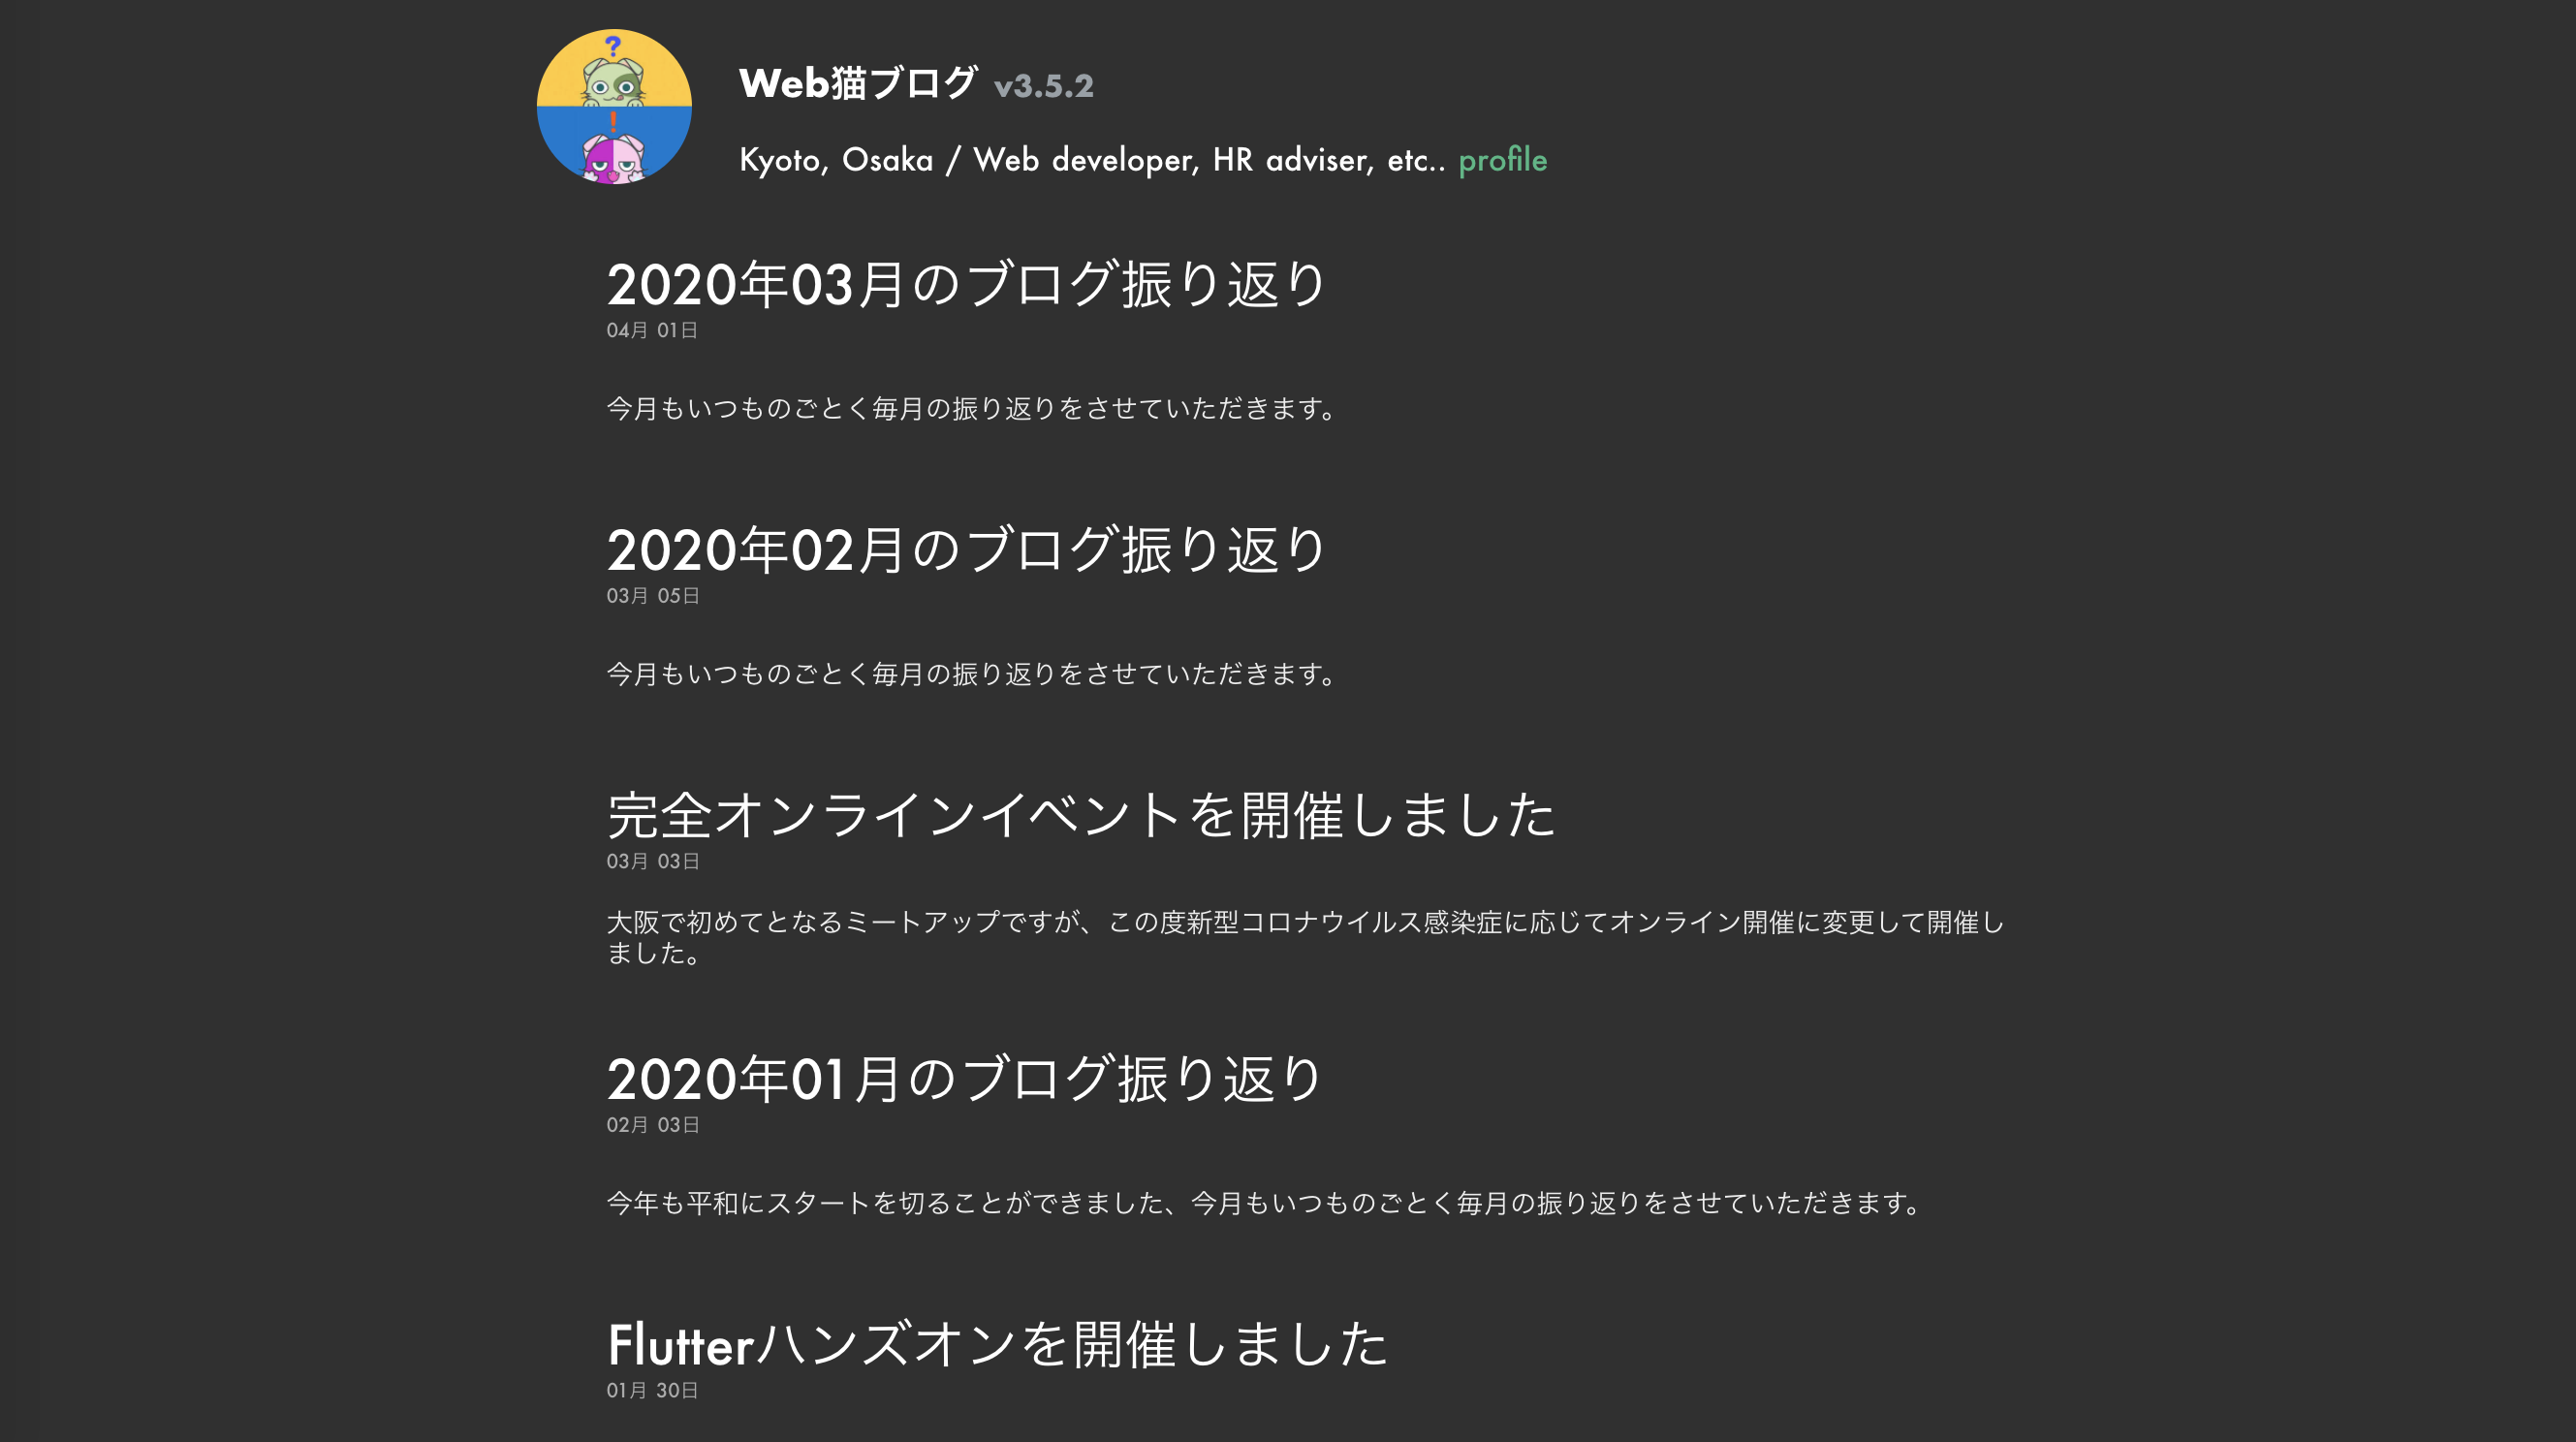 ?
!
Web猫ブログ v3.5.2
Kyoto, Osaka / Web developer, HR adviser, etc.. profile
2020年03月のブログ振り返り
04月 01日
今月もいつものごとく毎月の振り返りをさせていただきます。
2020年02月のブログ振り返り
03月 05日
今月もいつものごとく毎月の振り返りをさせていただきます。
完全オンラインイベントを開催しました
03月 03日
大阪で初めてとなるミートアップですが、この度新型コロナウイルス感染症に応じてオンライン開催に変更して開催し
ました。
2020年01月のブログ振り返り
02月 03日
今年も平和にスタートを切ることができました、今月もいつものごとく毎月の振り返りをさせていただきます。
Flutterハンズオンを開催しました
01月 30日